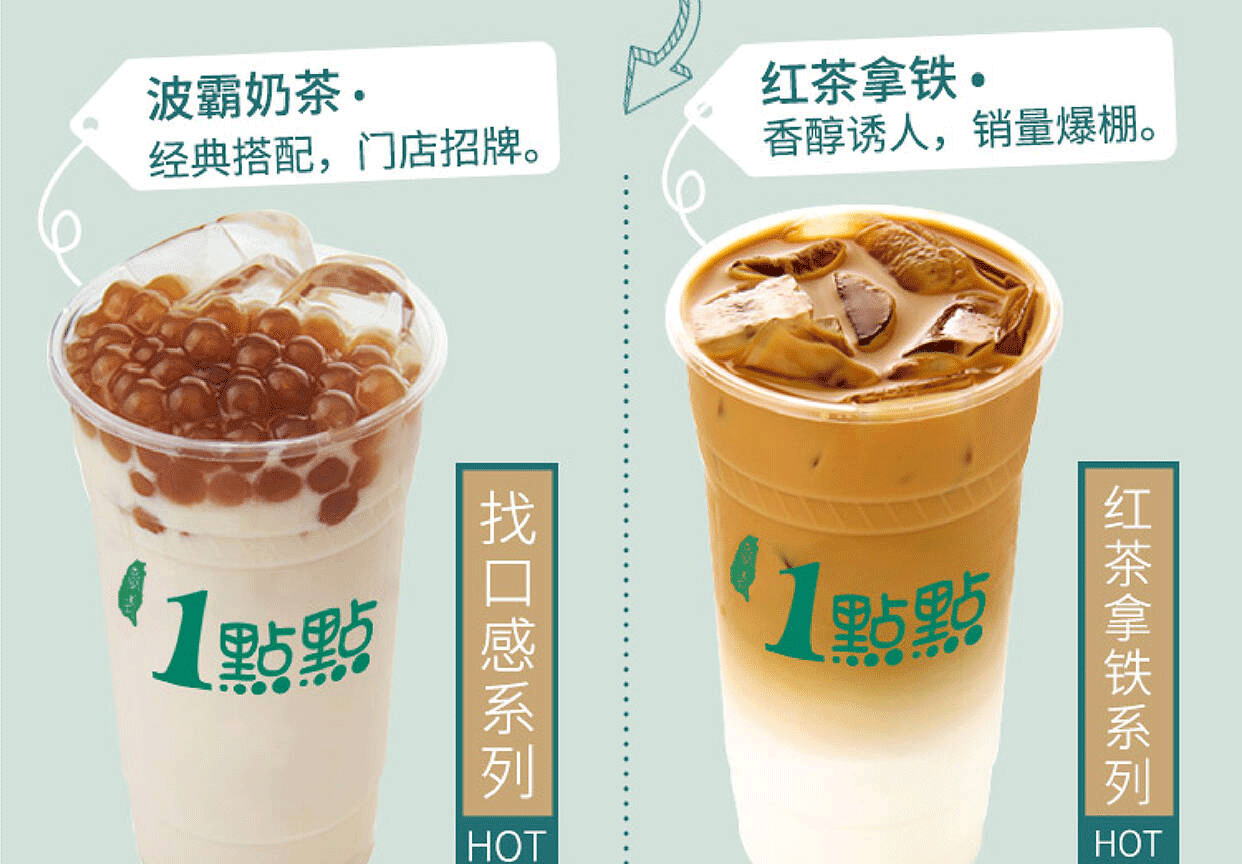 波霸奶茶·
经典搭配，门店招牌。
找口感系列
HOT
1點點
红茶拿铁·
香醇诱人，销量爆棚。
红茶拿铁系列
HOT
1點點